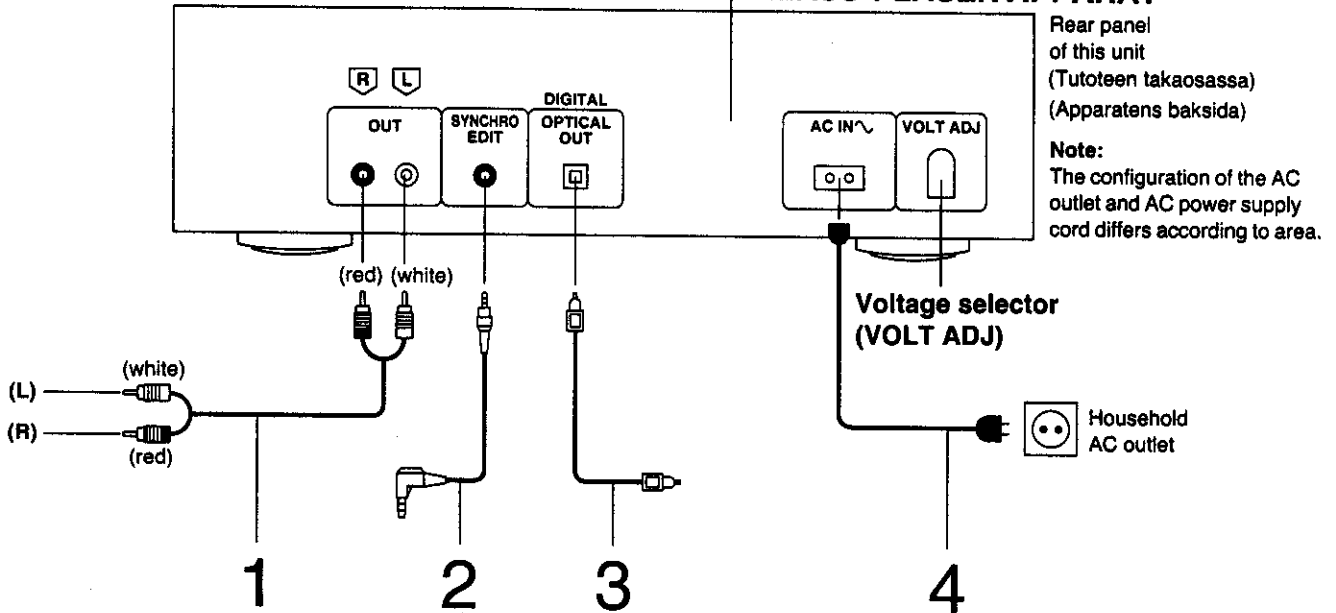 Rear panel
of this unit
(Tutoteen takaosassa)
(Apparatens baksida)
Note:
The configuration of the AC
outlet and AC power supply
cord differs according to area.
R L
OUT
SYNCHRO
EDIT
DIGITAL
OPTICAL
OUT
AC IN∿
VOLT ADJ
(red) (white)
Voltage selector
(VOLT ADJ)
(white)
(L)
(R)
(red)
Household
AC outlet
1 2 3 4